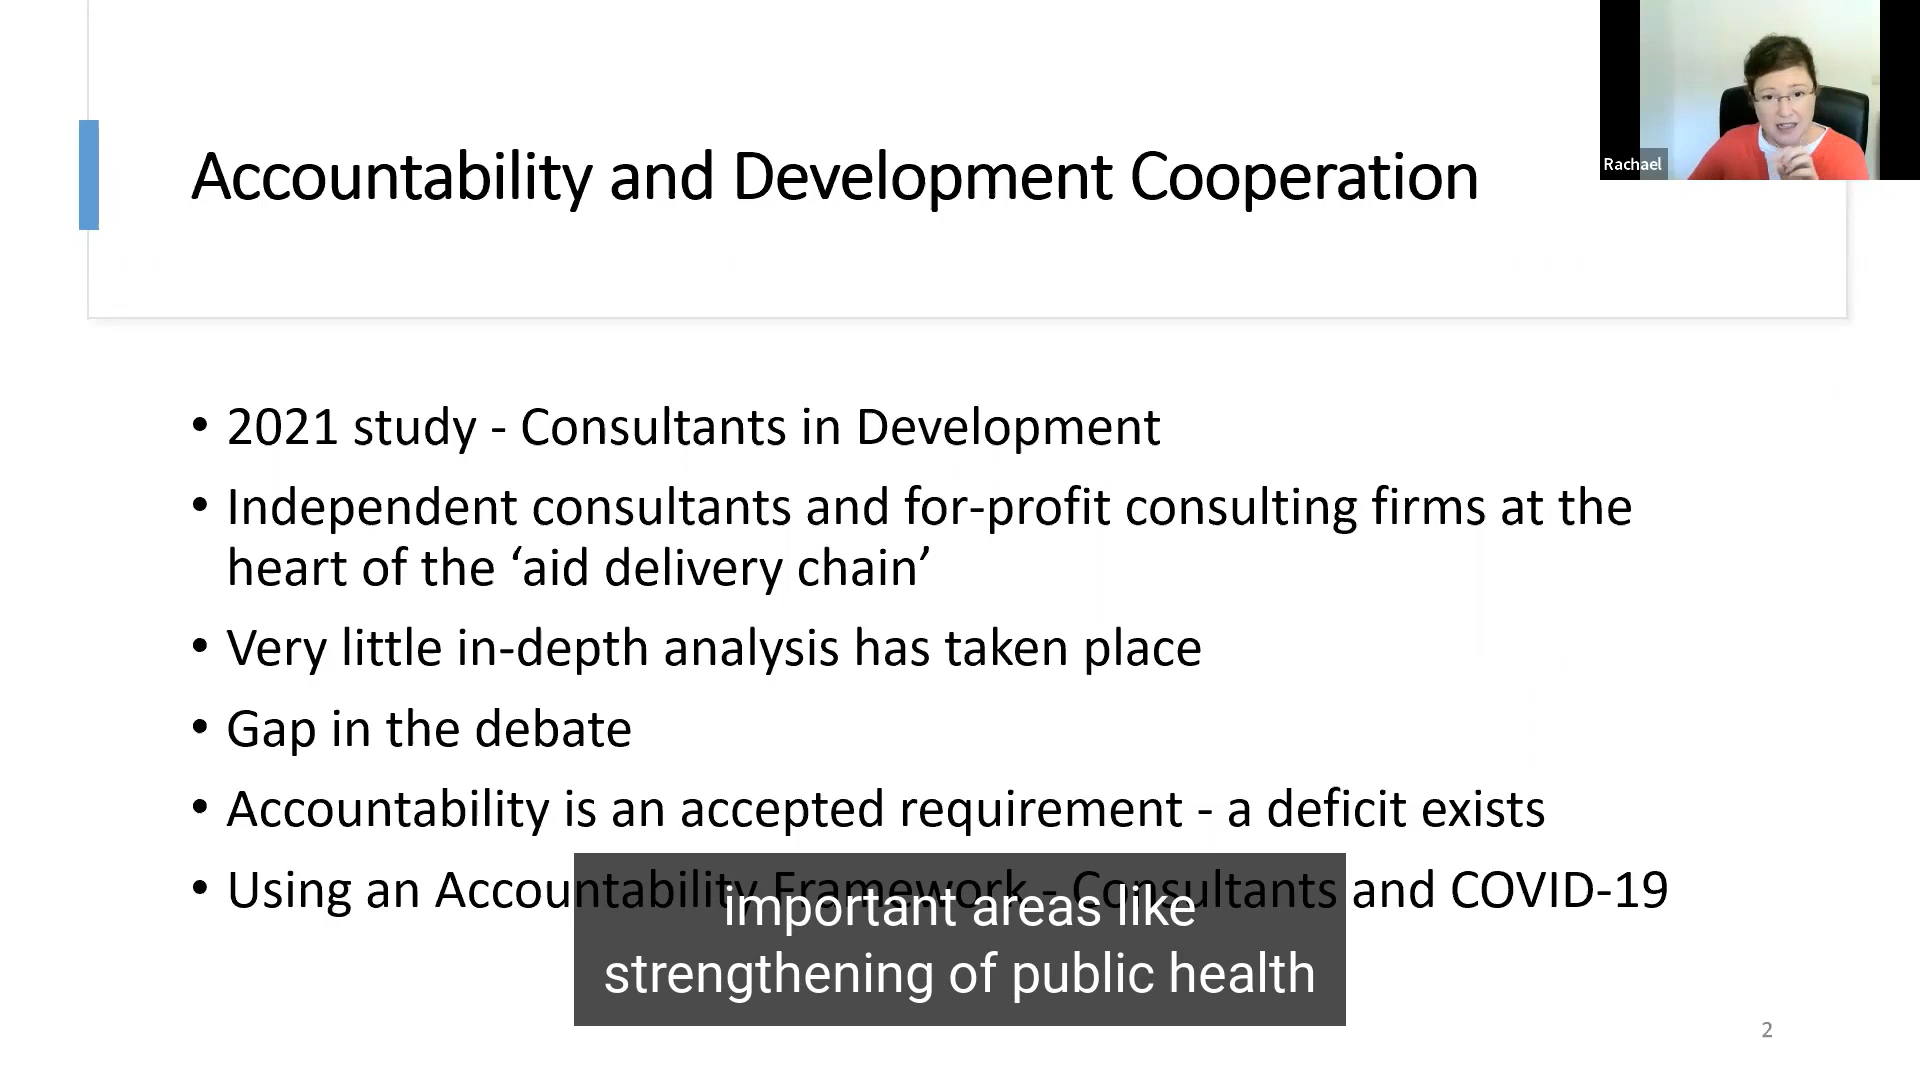 Rachael
Accountability and Development Cooperation
• 2021 study - Consultants in Development
• Independent consultants and for-profit consulting firms at the
heart of the ‘aid delivery chain’
• Very little in-depth analysis has taken place
• Gap in the debate
• Accountability is an accepted requirement - a deficit exists
• Using an Accountability Framework - Consultants and COVID-19
important areas like
strengthening of public health
2